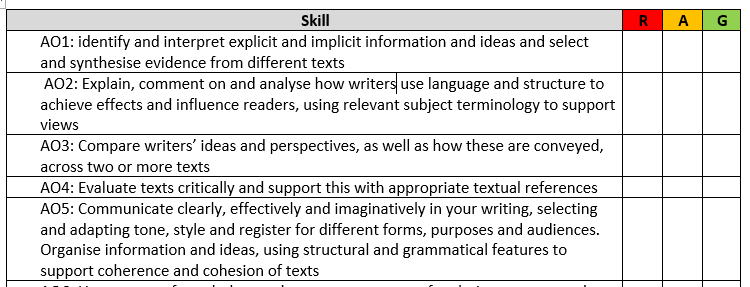 Skill R A G
AO1: identify and interpret explicit and implicit information and ideas and select
and synthesise evidence from different texts
AO2: Explain, comment on and analyse how writers use language and structure to
achieve effects and influence readers, using relevant subject terminology to support
views
AO3: Compare writers’ ideas and perspectives, as well as how these are conveyed,
across two or more texts
AO4: Evaluate texts critically and support this with appropriate textual references
AO5: Communicate clearly, effectively and imaginatively in your writing, selecting
and adapting tone, style and register for different forms, purposes and audiences.
Organise information and ideas, using structural and grammatical features to
support coherence and cohesion of texts